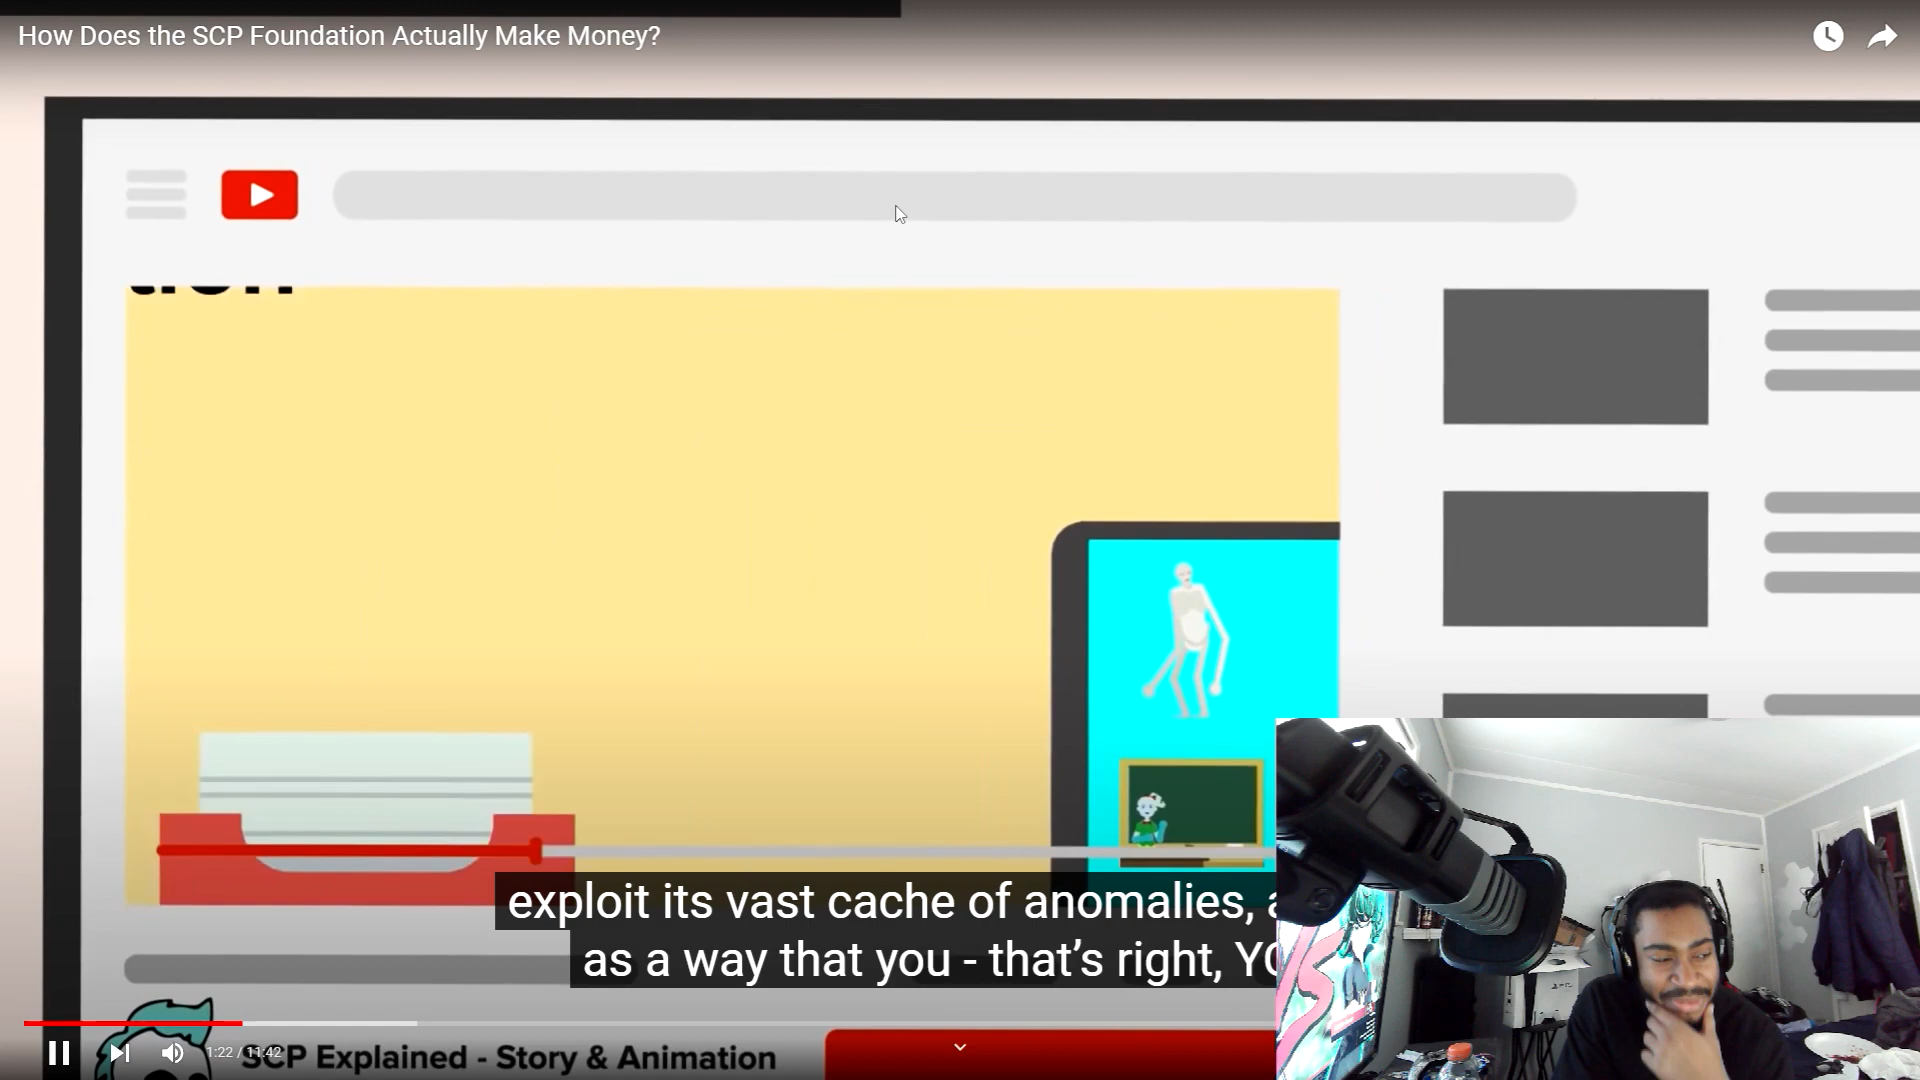 How Does the SCP Foundation Actually Make Money?
exploit its vast cache of anomalies,
as a way that you - that's right,
1:22 / 11:42
SCP Explained - Story & Animation